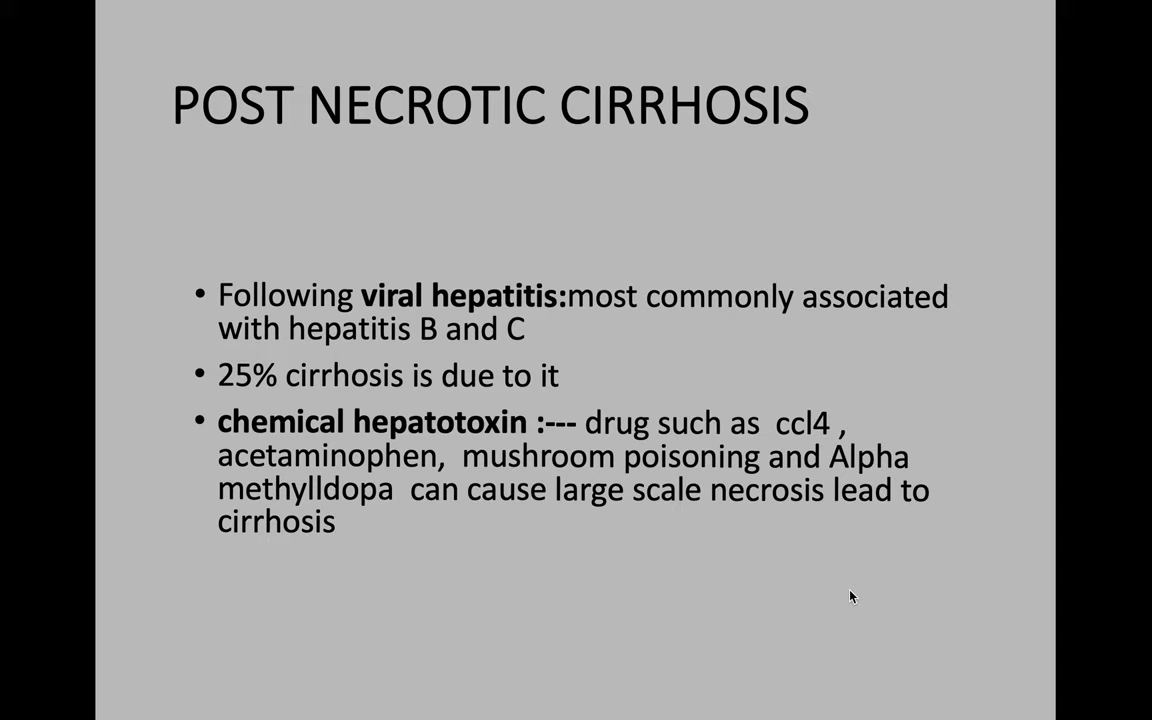 POST NECROTIC CIRRHOSIS
• Following viral hepatitis:most commonly associated
with hepatitis B and C
• 25% cirrhosis is due to it
• chemical hepatotoxin :--- drug such as  ccl4 ,
acetaminophen,  mushroom poisoning and Alpha
methylldopa  can cause large scale necrosis lead to
cirrhosis